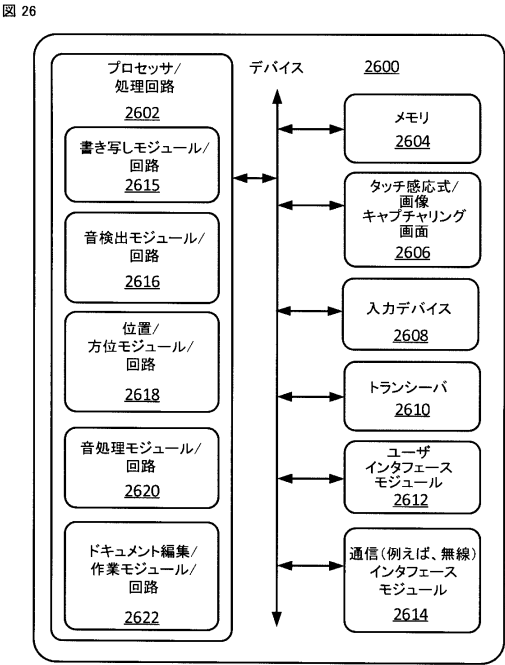 図 26
プロセッサ/
処理回路
2602
書き写しモジュール/
回路
2615
音検出モジュール/
回路
2616
位置/
方位モジュール/
回路
2618
音処理モジュール/
回路
2620
ドキュメント編集/
作業モジュール/
回路
2622
デバイス
2600
メモリ
2604
タッチ感応式/
画像
キャプチャリング
画面
2606
入力デバイス
2608
トランシーバ
2610
ユーザ
インタフェース
モジュール
2612
通信(例えば、無線)
インタフェース
モジュール
2614